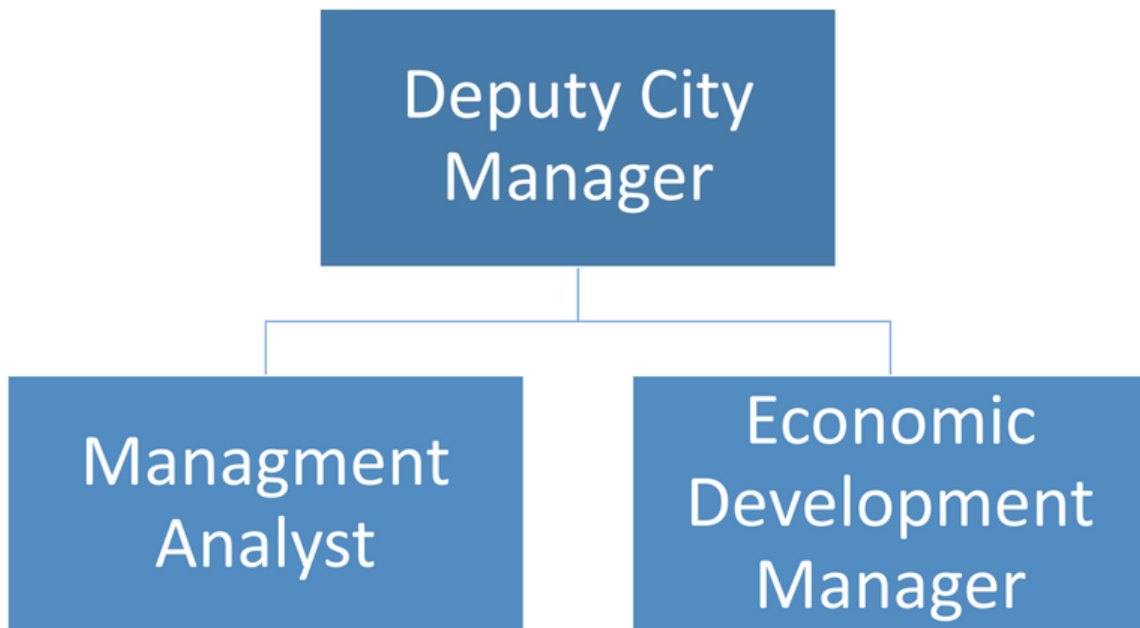 Deputy City
Manager
Managment
Analyst
Economic
Development
Manager